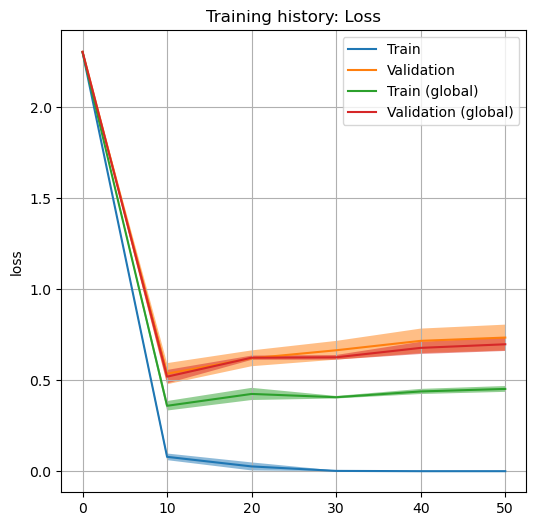 Training history: Loss
Train
Validation
Train (global)
Validation (global)
loss
2.0
1.5
1.0
0.5
0.0
0 10 20 30 40 50